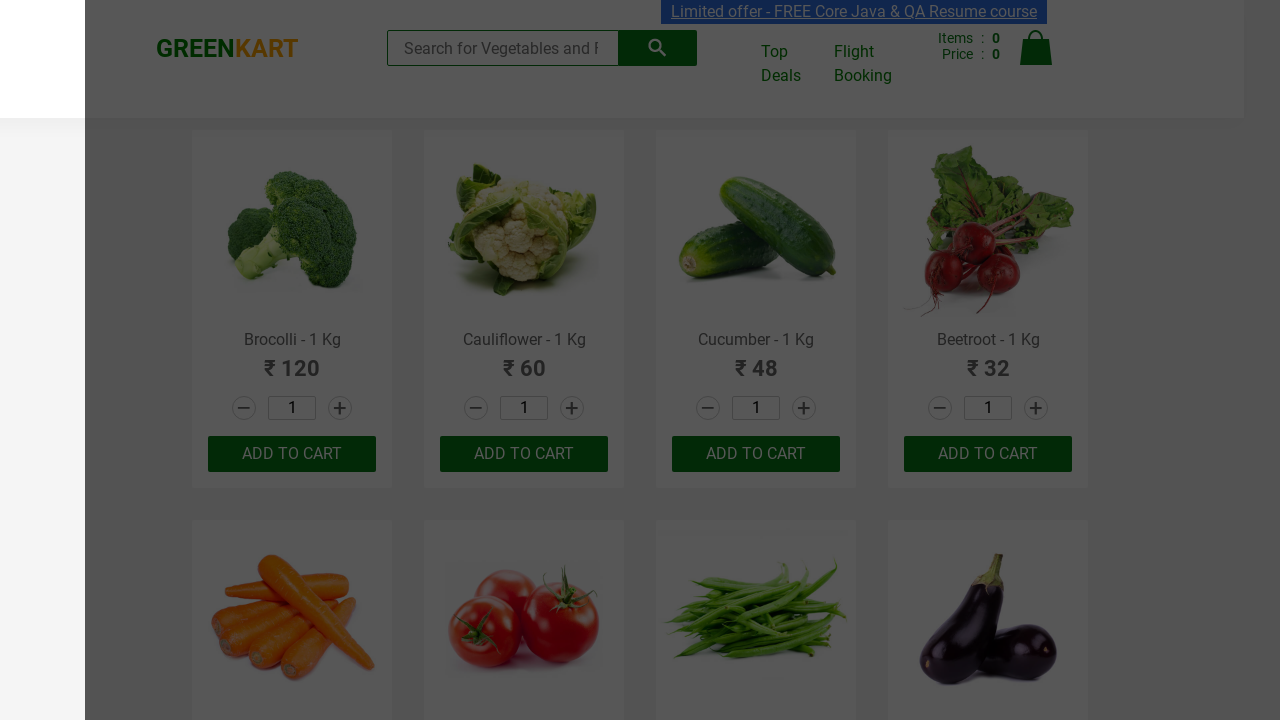 Limited offer - FREE Core Java & QA Resume course
GREENKART
Search for Vegetables and F
Top Deals
Flight Booking
Items : 0
Price : 0
Brocolli - 1 Kg
₹ 120
1
ADD TO CART
Cauliflower - 1 Kg
₹ 60
1
ADD TO CART
Cucumber - 1 Kg
₹ 48
1
ADD TO CART
Beetroot - 1 Kg
₹ 32
1
ADD TO CART